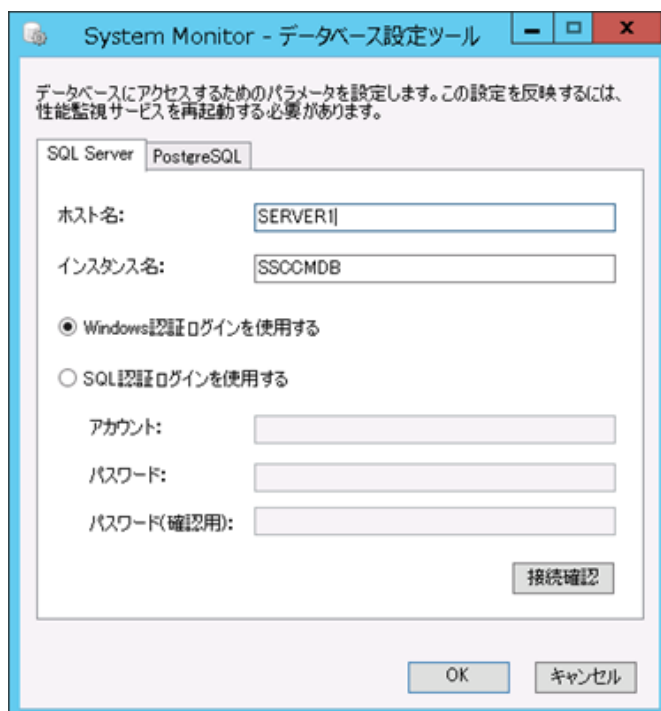 System Monitor - データベース設定ツール
データベースにアクセスするためのパラメータを設定します。この設定を反映するには、
性能監視サービスを再起動する必要があります。
SQL Server PostgreSQL
ホスト名: SERVER1
インスタンス名: SSCCMDB
Windows認証ログインを使用する
SQL認証ログインを使用する
アカウント:
パスワード:
パスワード(確認用):
接続確認
OK キャンセル